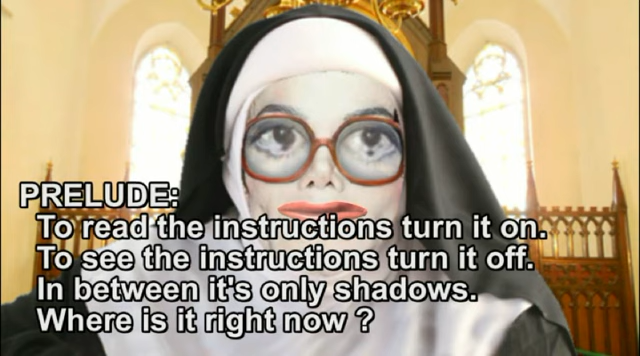 PRELUDE:
To read the instructions turn it on.
To see the instructions turn it off.
In between it's only shadows.
Where is it right now ?